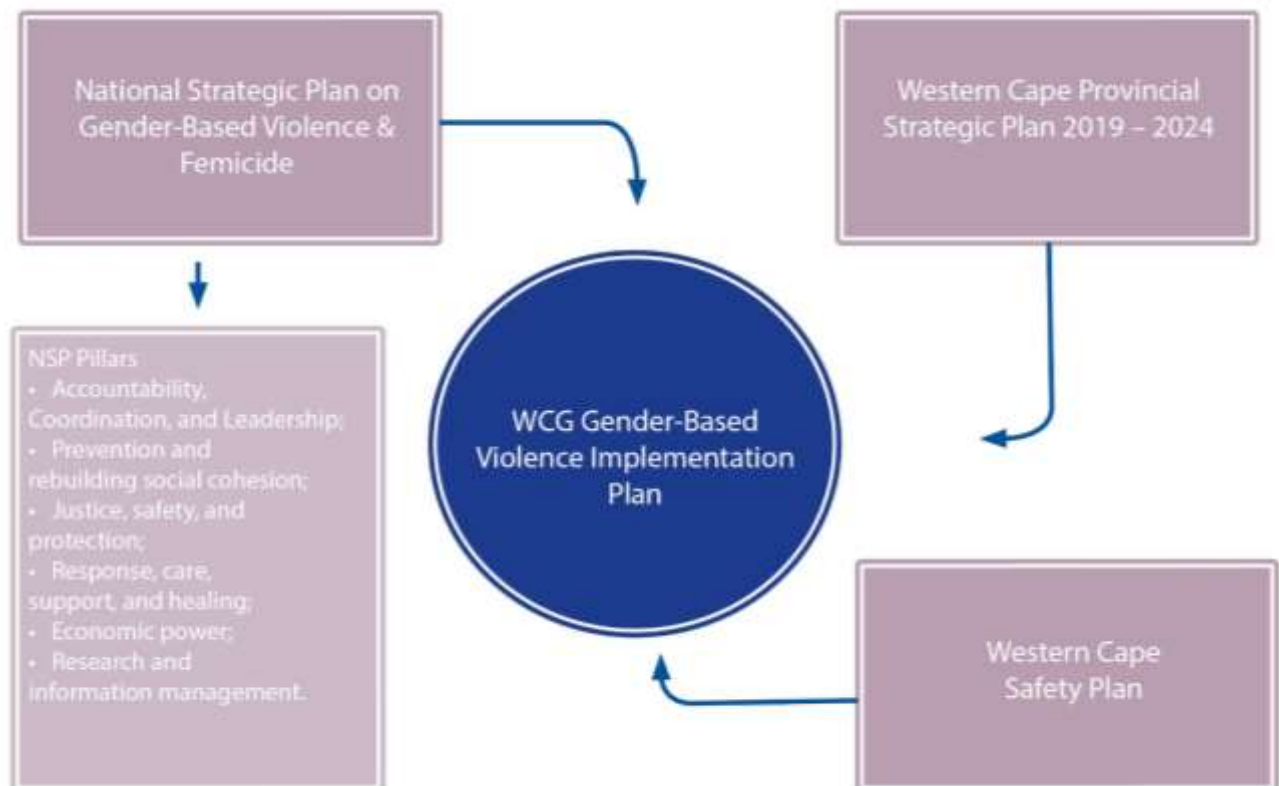 National Strategic Plan on
Gender-Based Violence &
Femicide
Western Cape Provincial
Strategic Plan 2019 – 2024
NSP Pillars
• Accountability,
Coordination, and Leadership;
• Prevention and
rebuilding social cohesion;
• Justice, safety, and
protection;
• Response, care,
support, and healing;
• Economic power;
• Research and
information management.
WCG Gender-Based
Violence Implementation
Plan
Western Cape
Safety Plan